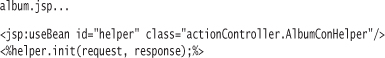 album.jsp...
<jsp:useBean id="helper" class="actionController.AlbumConHelper"/>
<%helper.init(request, response);%>